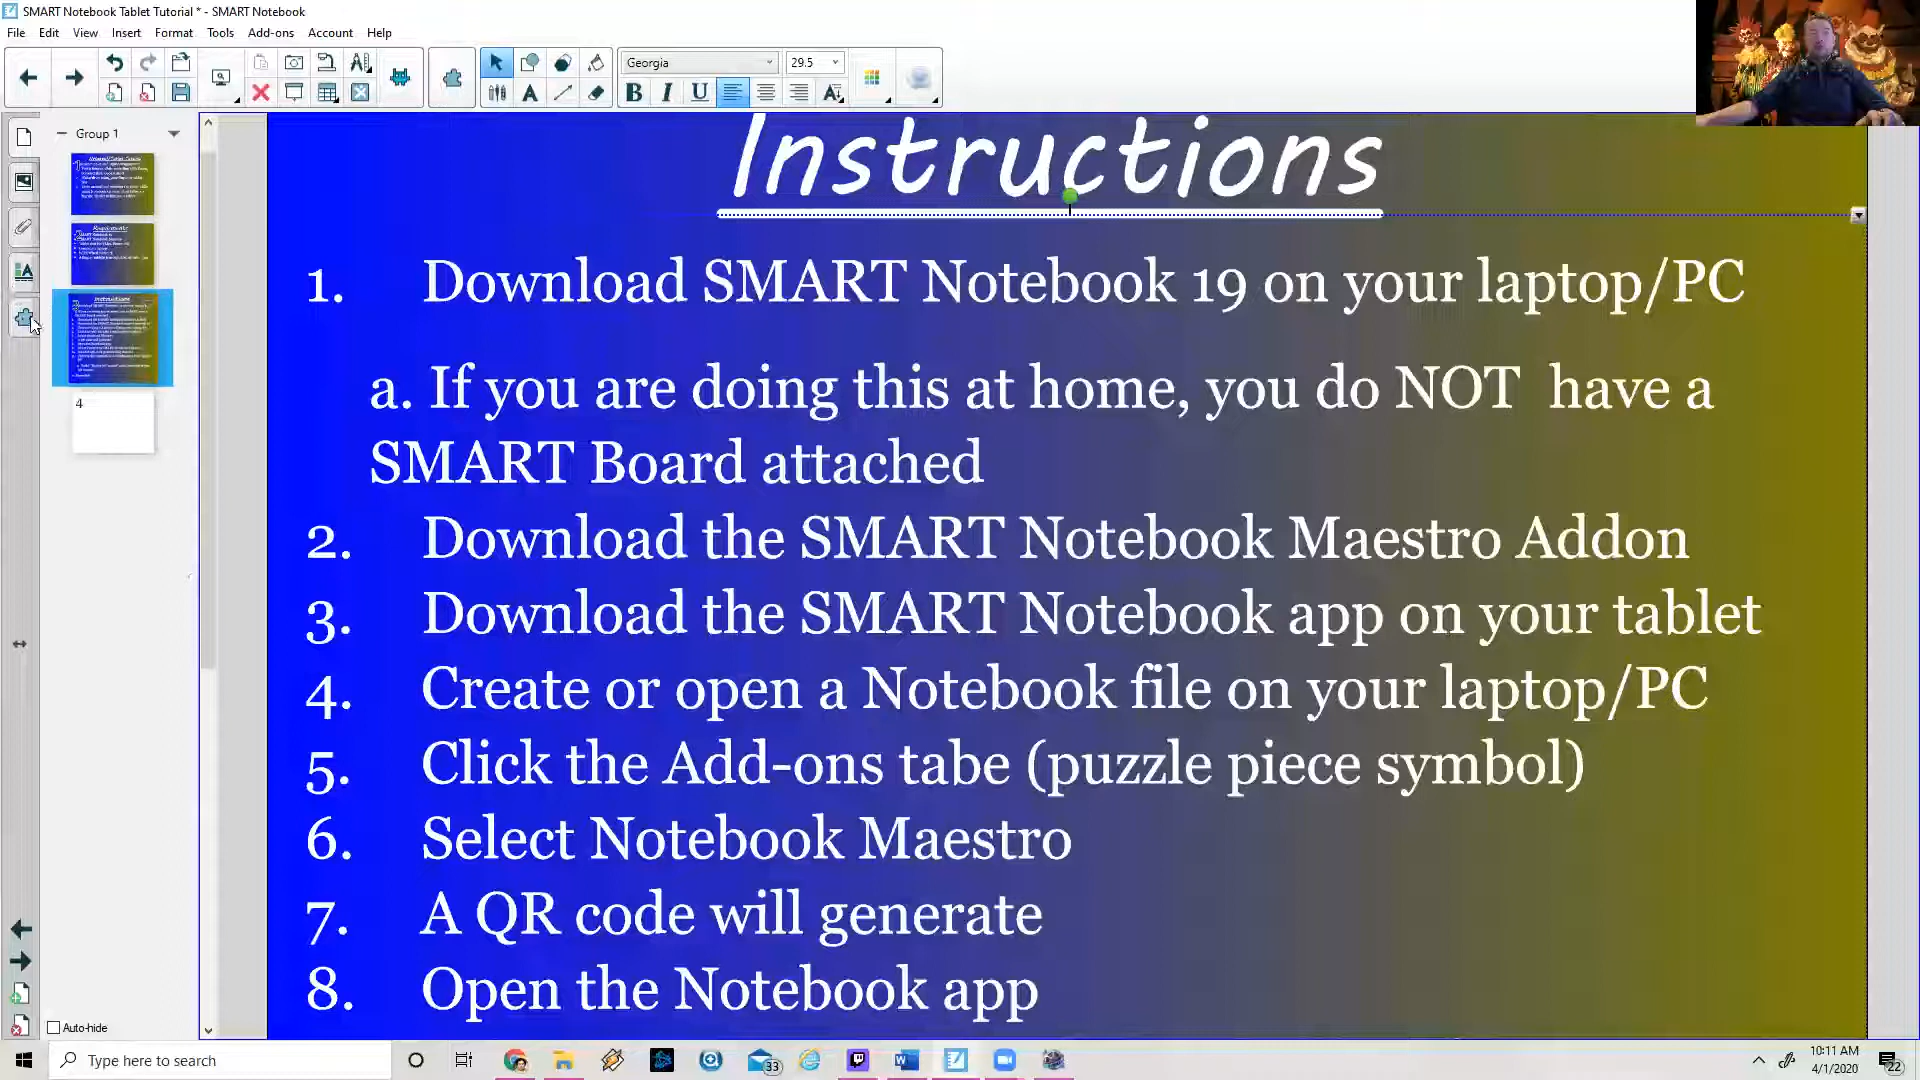 SMART Notebook Tablet Tutorial * - SMART Notebook
File Edit View Insert Format Tools Add-ons Account Help
Georgia 29.5
B I U
Group 1
4
Instructions
1. Download SMART Notebook 19 on your laptop/PC
a. If you are doing this at home, you do NOT have a
SMART Board attached
2. Download the SMART Notebook Maestro Addon
3. Download the SMART Notebook app on your tablet
4. Create or open a Notebook file on your laptop/PC
5. Click the Add-ons tabe (puzzle piece symbol)
6. Select Notebook Maestro
7. A QR code will generate
8. Open the Notebook app
Auto-hide
Type here to search
33
10:11 AM
4/1/2020
22